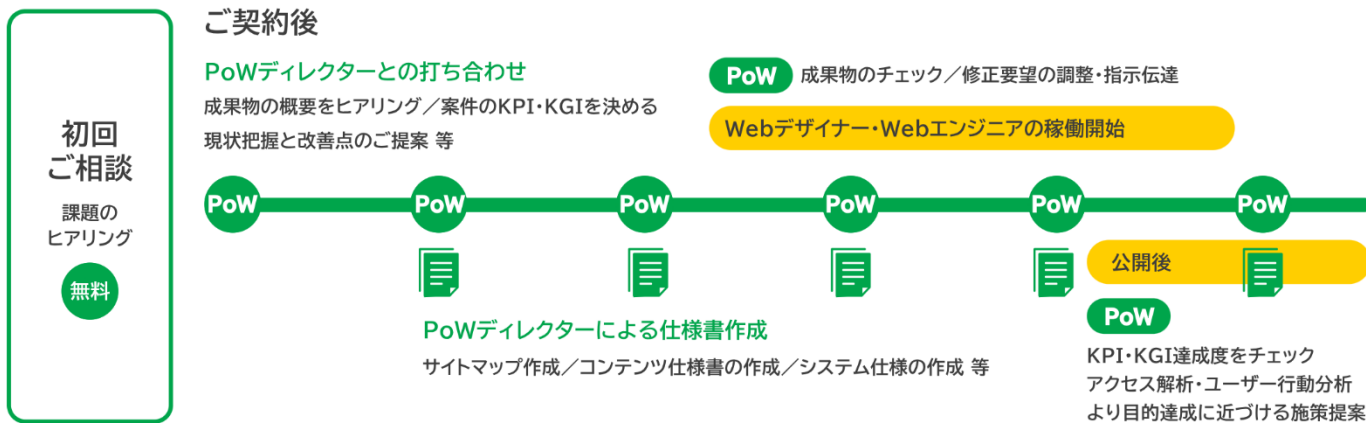 初回
ご相談
課題の
ヒアリング
無料
ご契約後
PoWディレクターとの打ち合わせ
成果物の概要をヒアリング／案件のKPI・KGIを決める
現状把握と改善点のご提案 等
PoW 成果物のチェック／修正要望の調整・指示伝達
Webデザイナー・Webエンジニアの稼働開始
PoW PoW PoW PoW PoW PoW
PoWディレクターによる仕様書作成
サイトマップ作成／コンテンツ仕様書の作成／システム仕様の作成 等
公開後
PoW
KPI・KGI達成度をチェック
アクセス解析・ユーザー行動分析
より目的達成に近づける施策提案